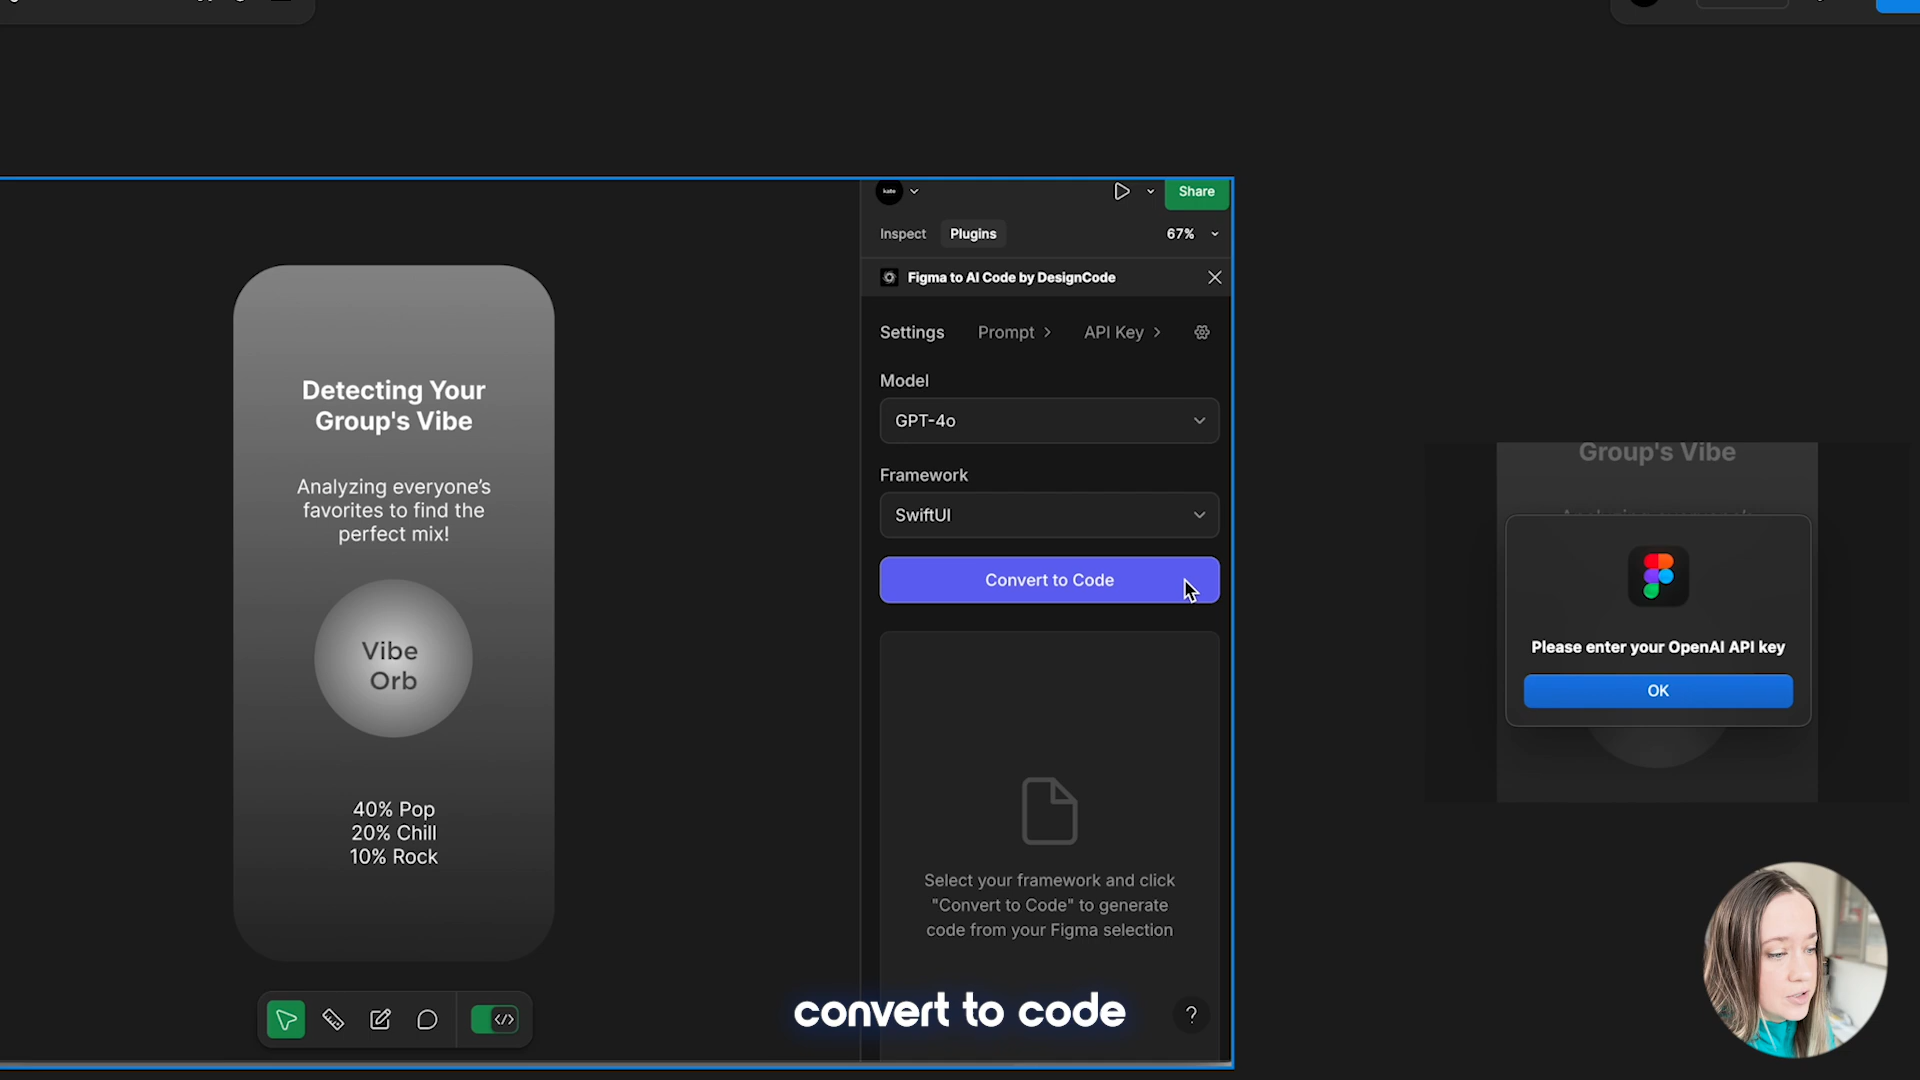 Share
Inspect
Plugins
67%
Figma to AI Code by DesignCode
Settings
Prompt
API Key
Model
GPT-4o
Framework
SwiftUI
Convert to Code
Select your framework and click
"Convert to Code" to generate
code from your Figma selection
Detecting Your
Group's Vibe
Analyzing everyone's
favorites to find the
perfect mix!
Vibe
Orb
40% Pop
20% Chill
10% Rock
Group's Vibe
Please enter your OpenAI API key
OK
convert to code
?